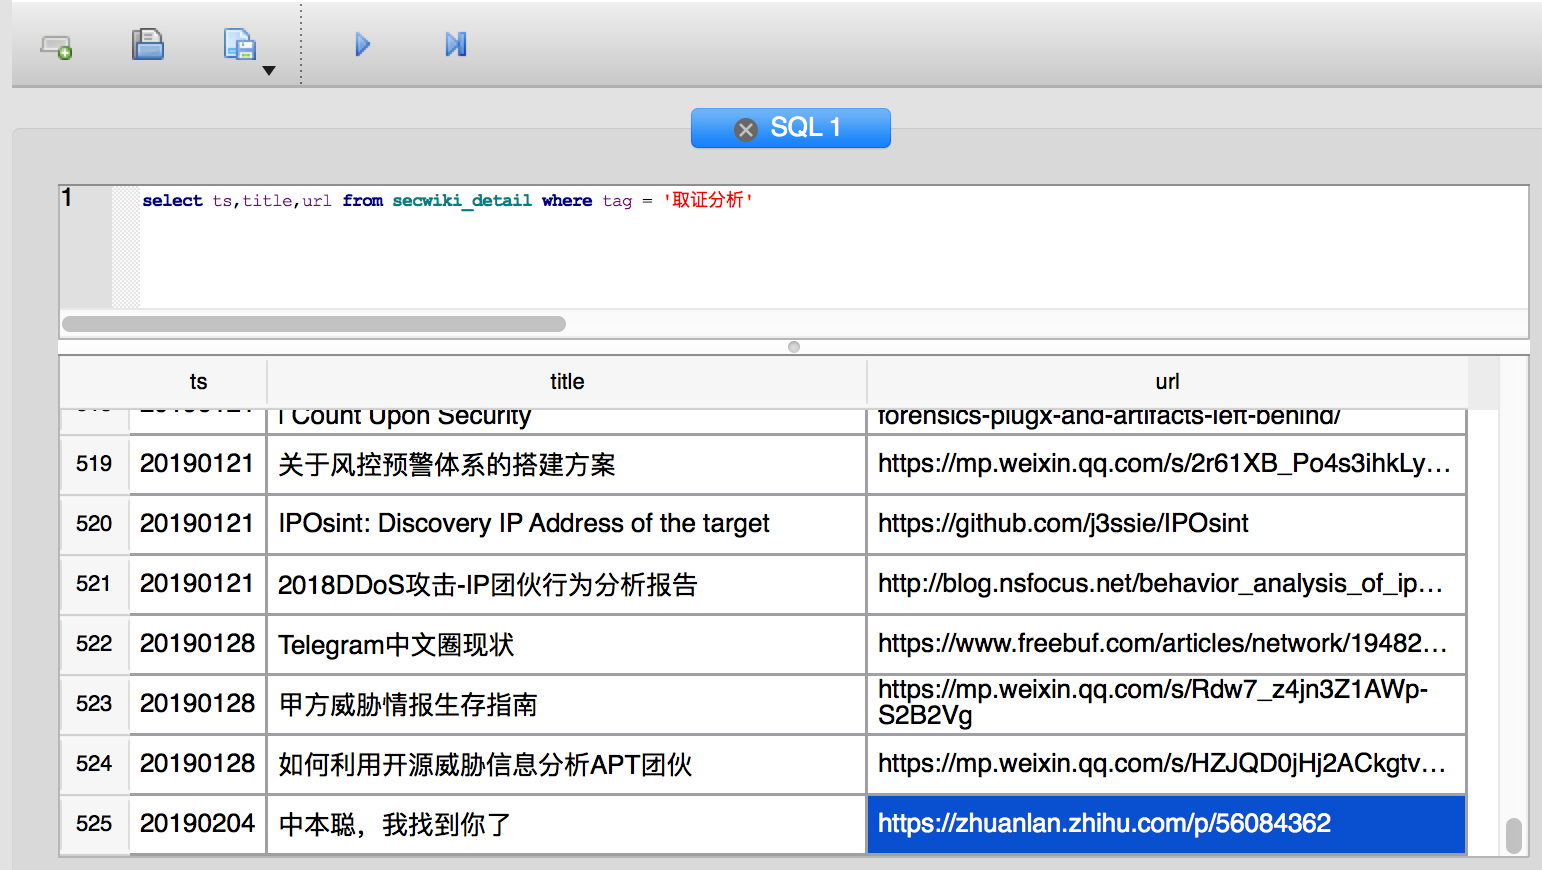 SQL 1
1
select ts,title,url from secwiki_detail where tag = '取证分析'
ts title url
I Count Upon Security forensics-plugx-and-artifacts-left-behind/
519 20190121 关于风控预警体系的搭建方案 https://mp.weixin.qq.com/s/2r61XB_Po4s3ihkLy…
520 20190121 IPOsint: Discovery IP Address of the target https://github.com/j3ssie/IPOsint
521 20190121 2018DDoS攻击-IP团伙行为分析报告 http://blog.nsfocus.net/behavior_analysis_of_ip…
522 20190128 Telegram中文圈现状 https://www.freebuf.com/articles/network/19482…
523 20190128 甲方威胁情报生存指南 https://mp.weixin.qq.com/s/Rdw7_z4jn3Z1AWp-
S2B2Vg
524 20190128 如何利用开源威胁信息分析APT团伙 https://mp.weixin.qq.com/s/HZJQD0jHj2ACkgtv…
525 20190204 中本聪，我找到你了 https://zhuanlan.zhihu.com/p/56084362